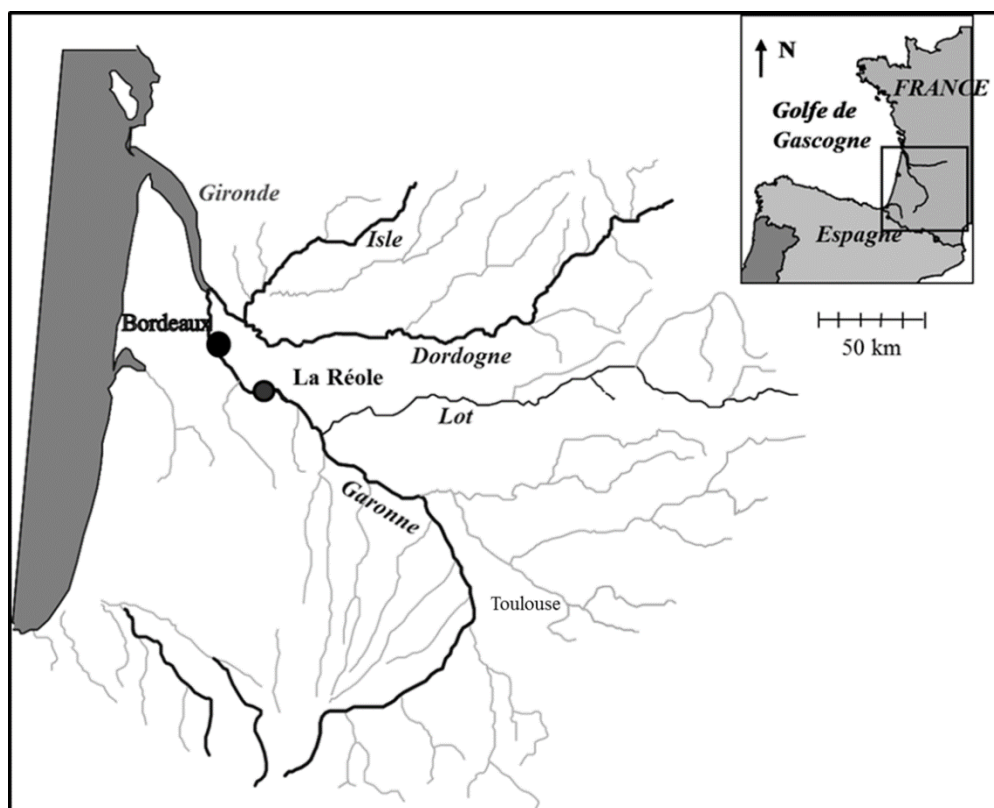 N
FRANCE
Golfe de
Gascogne
Espagne
Gironde
Isle
Bordeaux
Dordogne
50 km
La Réole
Lot
Garonne
Toulouse